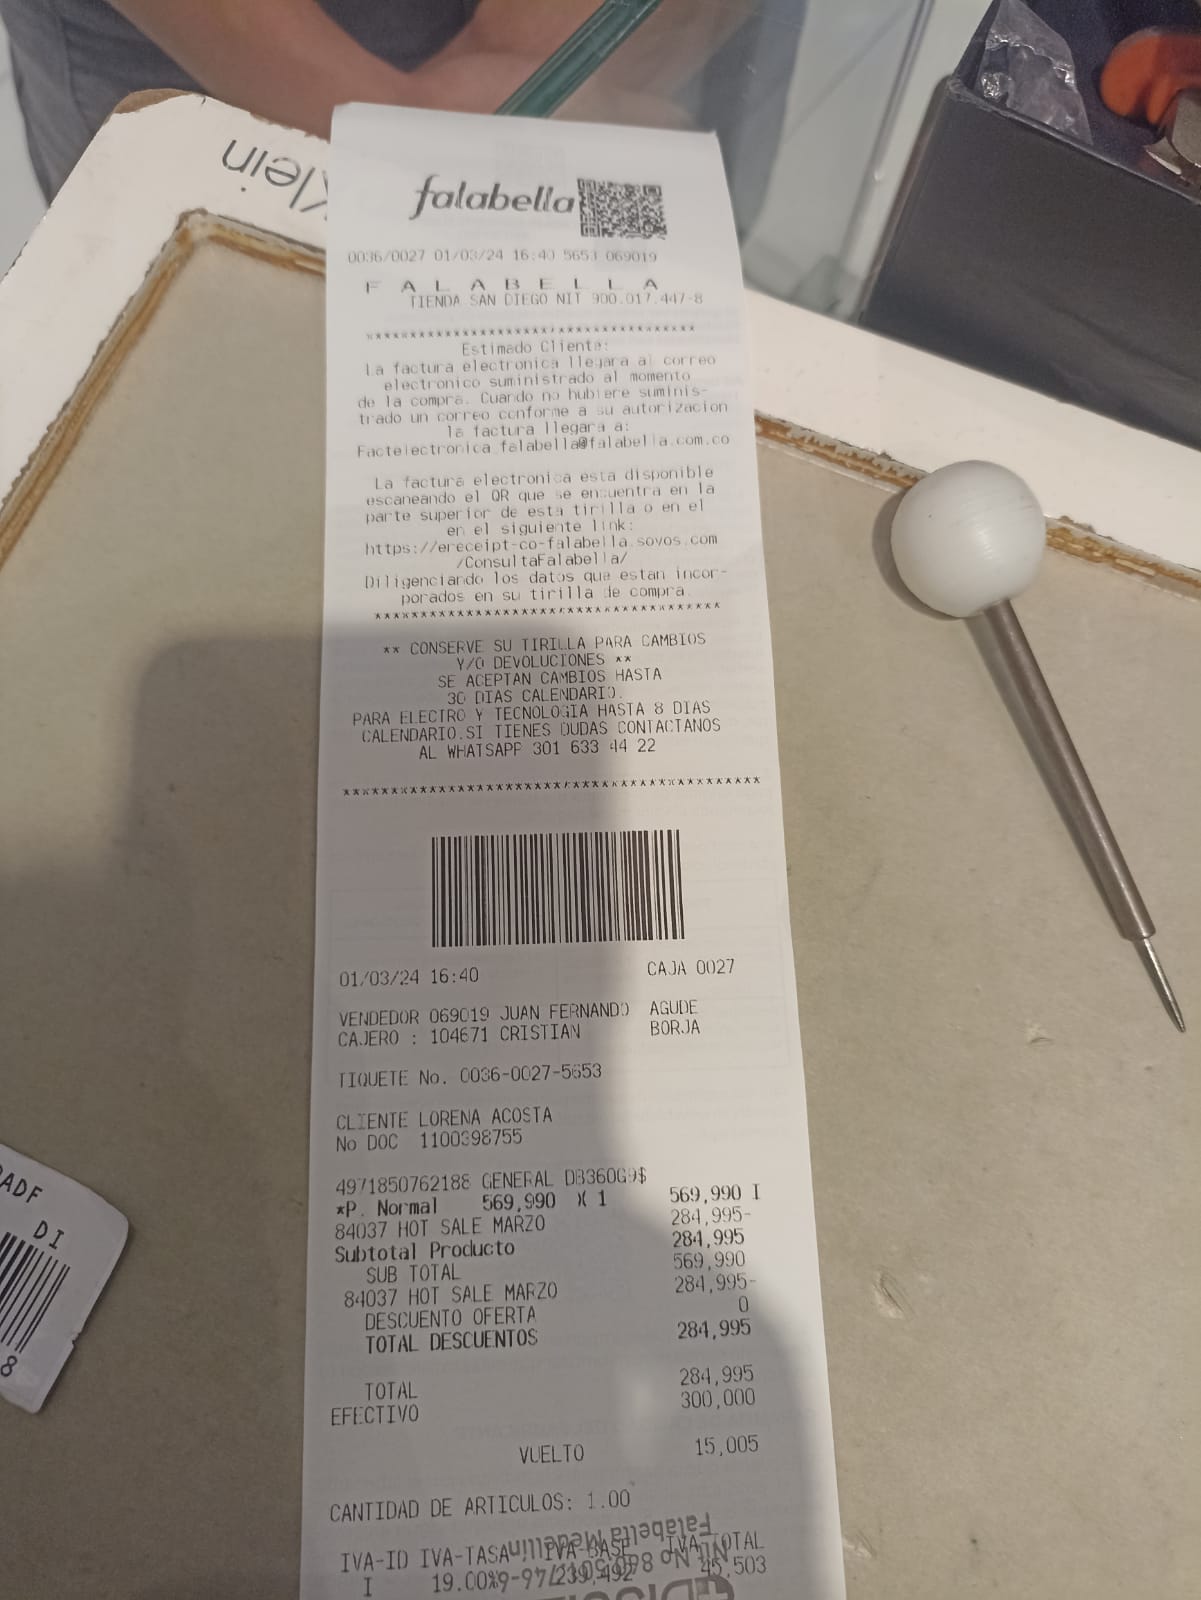 Klein
falabella
0036/0027 01/03/24 16:40 5653 069019
F A L A B E L L A
TIENDA SAN DIEGO NIT 900.017.447-8
Estimado Cliente:
La factura electronica llegara al correo
electronico suministrado al momento
de la compra. Cuando no hubiere suminis-
trado un correo conforme a su autorizacion
la factura llegara a:
Factelectronica_falabella@falabella.com.co
La factura electronica esta disponible
escaneando el QR que se encuentra en la
parte superior de esta tirilla o en el
en el siguiente link:
https://ereceipt-co-falabella.sovos.com
/ConsultaFalabella/
Diligenciando los datos que estan incor-
porados en su tirilla de compra.
** CONSERVE SU TIRILLA PARA CAMBIOS
Y/O DEVOLUCIONES **
SE ACEPTAN CAMBIOS HASTA
30 DIAS CALENDARIO.
PARA ELECTRO Y TECNOLOGIA HASTA 8 DIAS
CALENDARIO.SI TIENES DUDAS CONTACTANOS
AL WHATSAPP 301 633 44 22
01/03/24 16:40 CAJA 0027
VENDEDOR 069019 JUAN FERNANDO AGUDE
CAJERO : 104671 CRISTIAN BORJA
TIQUETE No. 0036-0027-5653
CLIENTE LORENA ACOSTA
No DOC 1100398755
4971850762188 GENERAL DB360G9$
*P. Normal 569,990 X 1 569,990 I
84037 HOT SALE MARZO 284,995-
Subtotal Producto 284,995
SUB TOTAL 569,990
84037 HOT SALE MARZO 284,995-
DESCUENTO OFERTA 0
TOTAL DESCUENTOS 284,995
TOTAL 284,995
EFECTIVO 300,000
VUELTO 15,005
CANTIDAD DE ARTICULOS: 1.00
IVA-ID IVA-TASA IVA-BASE IVA-TOTAL
I 19.00% 239,492 45,503
Falabella Medellin
DI
8